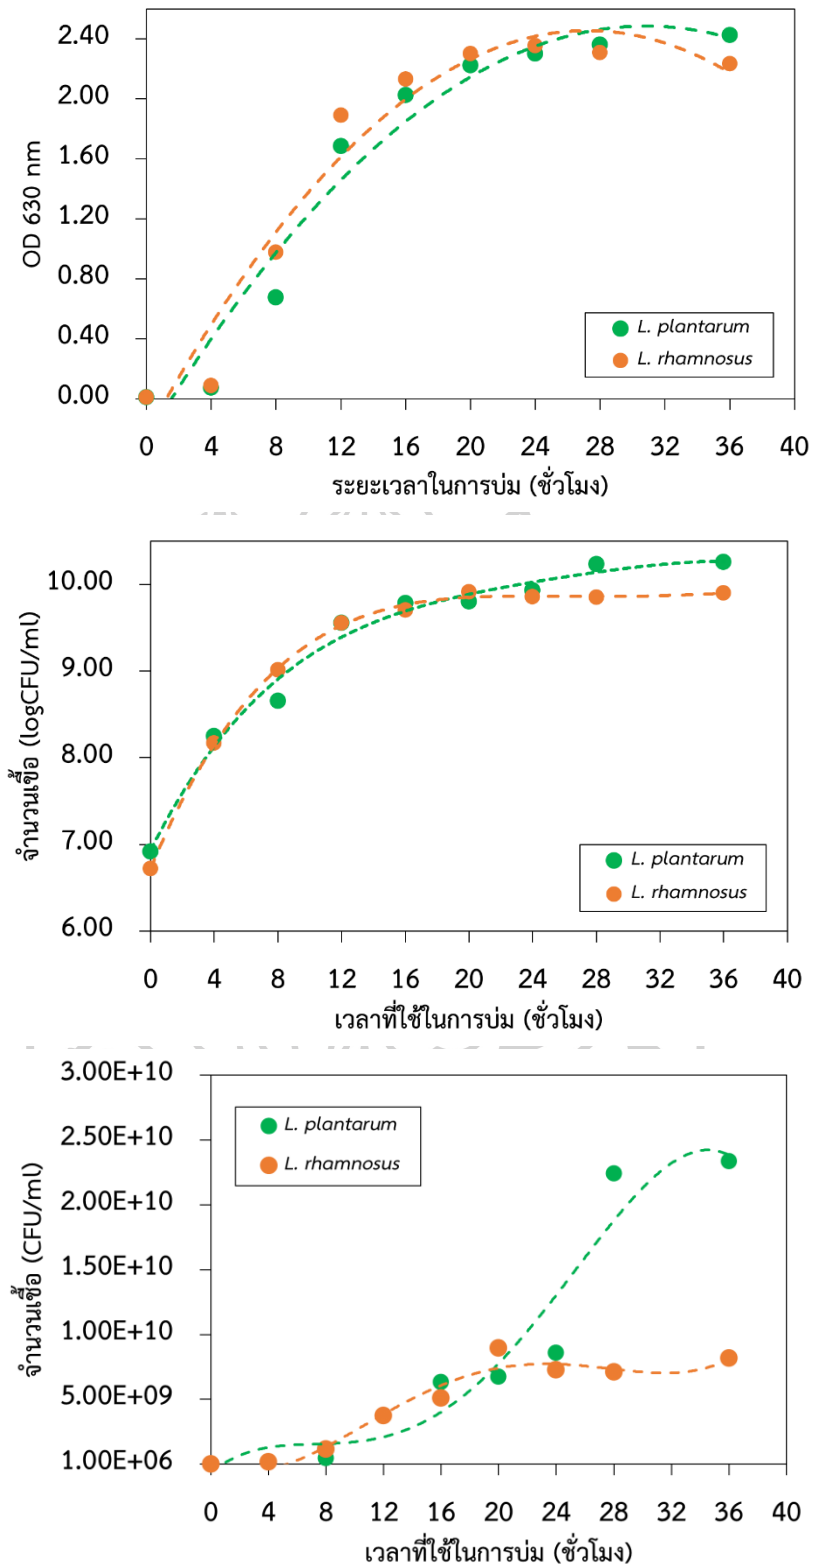 2.40
2.00
1.60
1.20
0.80
0.40
0.00
OD 630 nm
L. plantarum
L. rhamnosus
0 4 8 12 16 20 24 28 32 36 40
ระยะเวลาในการบ่ม (ชั่วโมง)
10.00
9.00
8.00
7.00
6.00
จำนวนเชื้อ (logCFU/ml)
L. plantarum
L. rhamnosus
0 4 8 12 16 20 24 28 32 36 40
เวลาที่ใช้ในการบ่ม (ชั่วโมง)
3.00E+10
2.50E+10
2.00E+10
1.50E+10
1.00E+10
5.00E+09
1.00E+06
จำนวนเชื้อ (CFU/ml)
L. plantarum
L. rhamnosus
0 4 8 12 16 20 24 28 32 36 40
เวลาที่ใช้ในการบ่ม (ชั่วโมง)